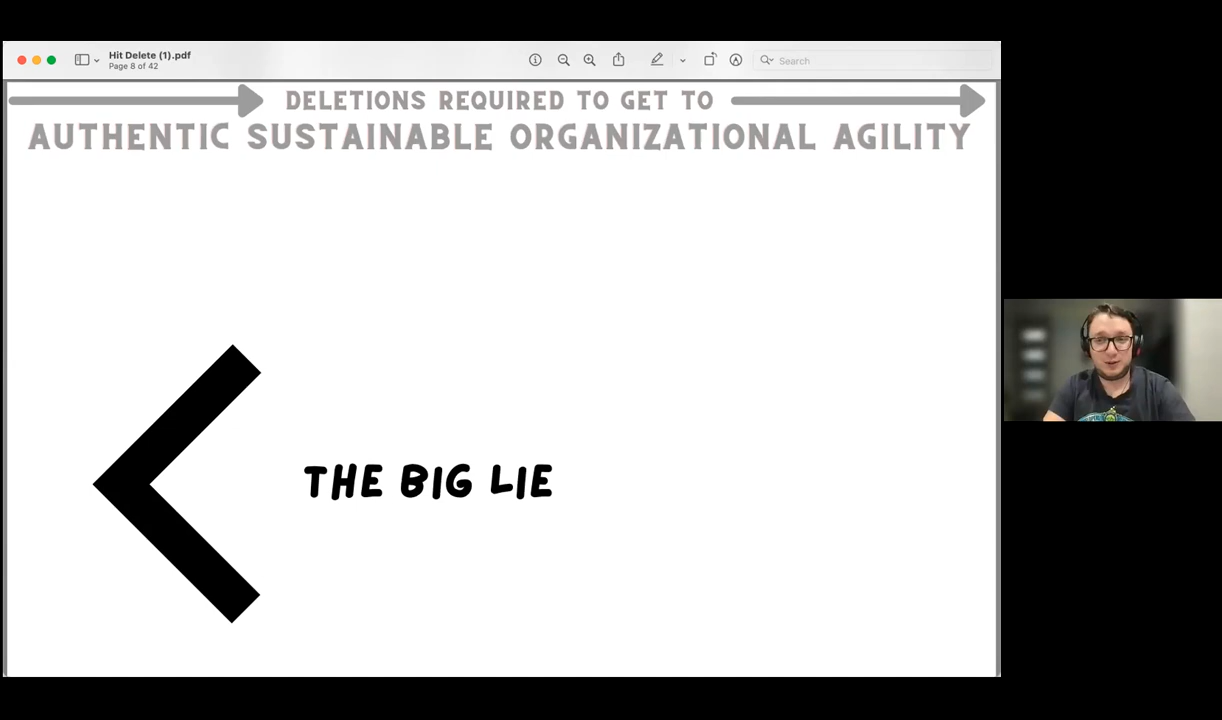 Hit Delete (1).pdf
Page 8 of 42
Search
DELETIONS REQUIRED TO GET TO
AUTHENTIC SUSTAINABLE ORGANIZATIONAL AGILITY
THE BIG LIE